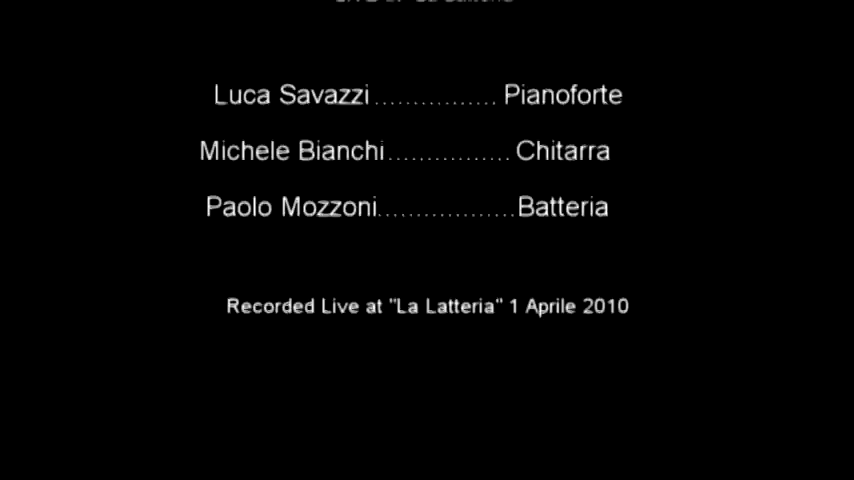 Luca Savazzi ................ Pianoforte
Michele Bianchi................ Chitarra
Paolo Mozzoni..................Batteria
Recorded Live at "La Latteria" 1 Aprile 2010